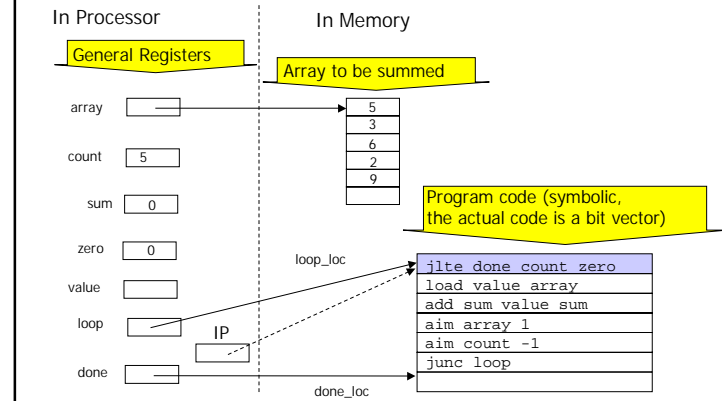 In Processor
In Memory
General Registers
Array to be summed
array
5
3
6
2
9
count
5
sum
0
Program code (symbolic,
the actual code is a bit vector)
zero
0
loop_loc
jlte done count zero
load value array
add sum value sum
aim array 1
aim count -1
junc loop
value
loop
IP
done
done_loc